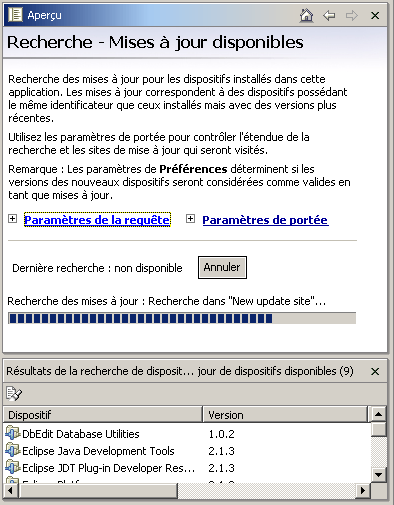 Aperçu
Recherche - Mises à jour disponibles
Recherche des mises à jour pour les dispositifs installés dans cette
application. Les mises à jour correspondent à des dispositifs possédant
le même identificateur que ceux installés mais avec des versions plus
récentes.
Utilisez les paramètres de portée pour contrôler l'étendue de la
recherche et les sites de mise à jour qui seront visités.
Remarque : Les paramètres de Préférences déterminent si les
versions des nouveaux dispositifs seront considérées comme valides en
tant que mises à jour.
Paramètres de la requête Paramètres de portée
Dernière recherche : non disponible Annuler
Recherche des mises à jour : Recherche dans "New update site"...
Résultats de la recherche de disposit... jour de dispositifs disponibles (9)
Dispositif Version
DbEdit Database Utilities 1.0.2
Eclipse Java Development Tools 2.1.3
Eclipse JDT Plug-in Developer Res... 2.1.3